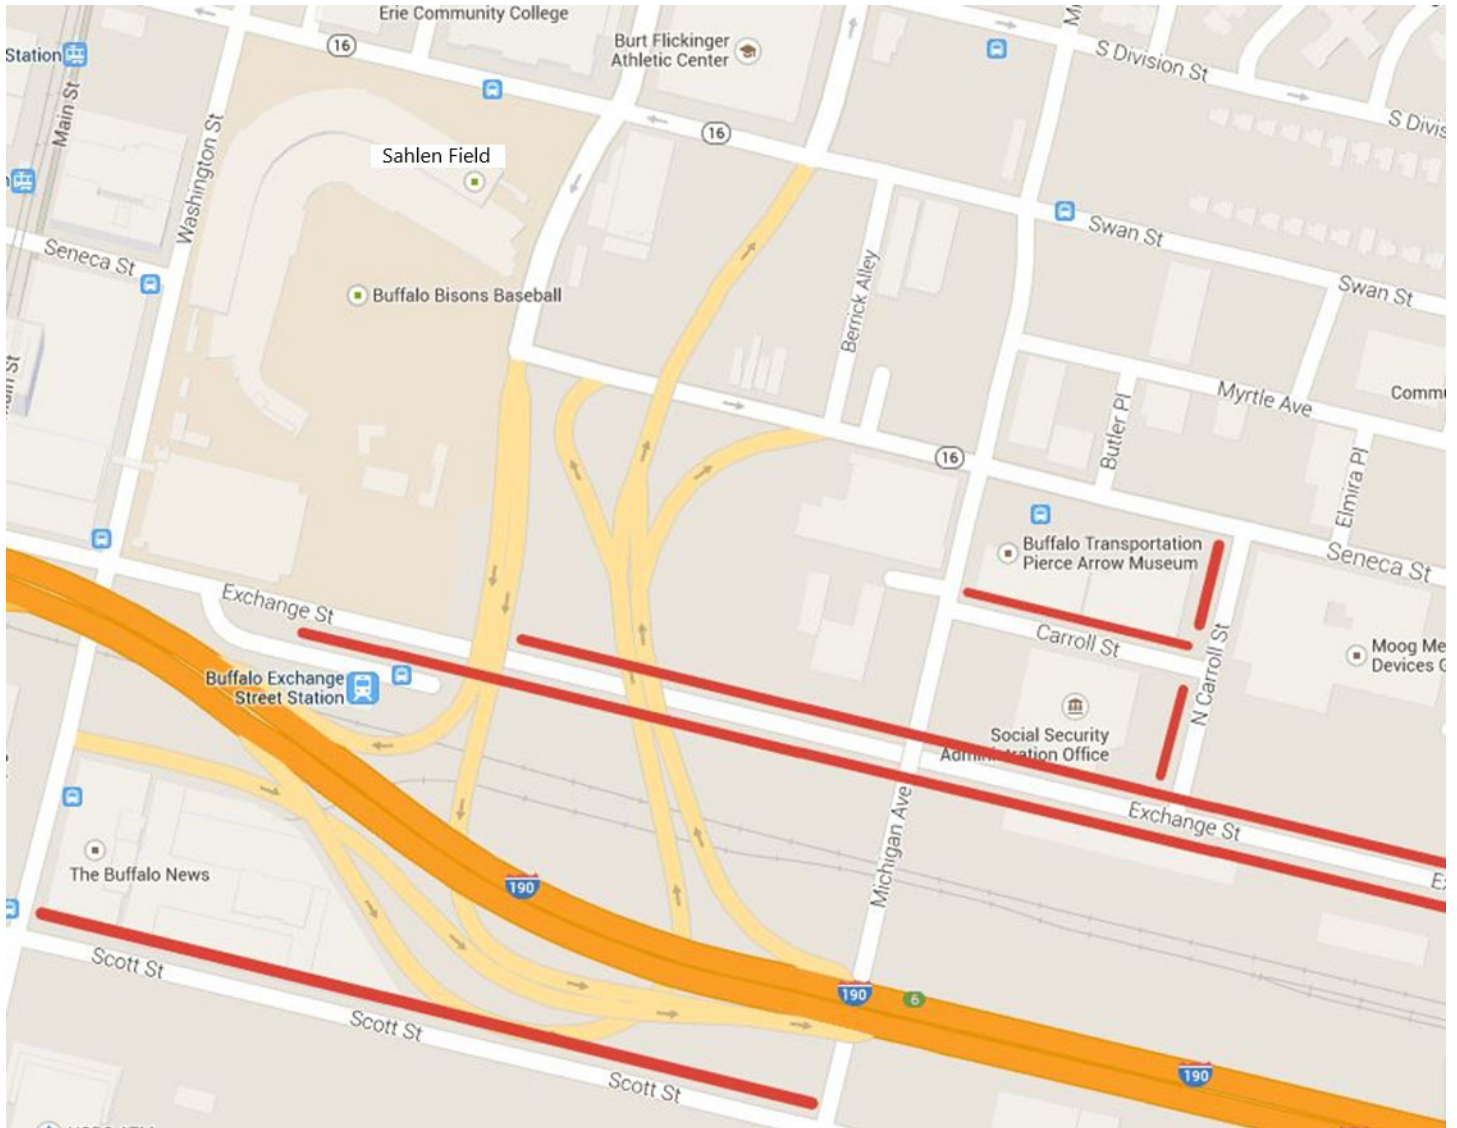 Erie Community College
16
Burt Flickinger
Athletic Center
S Division St
S Divis
Station
Main St
Washington St
16
Sahlen Field
Swan St
Swan St
Seneca St
Buffalo Bisons Baseball
Berrick Alley
Myrtle Ave
Commu
Butler Pl
Elmira Pl
16
Buffalo Transportation
Pierce Arrow Museum
Seneca St
Exchange St
Carroll St
N Carroll St
Moog Me
Devices G
Buffalo Exchange
Street Station
Social Security
Administration Office
Exchange St
Michigan Ave
The Buffalo News
190
Scott St
190
6
Scott St
190
Scott St